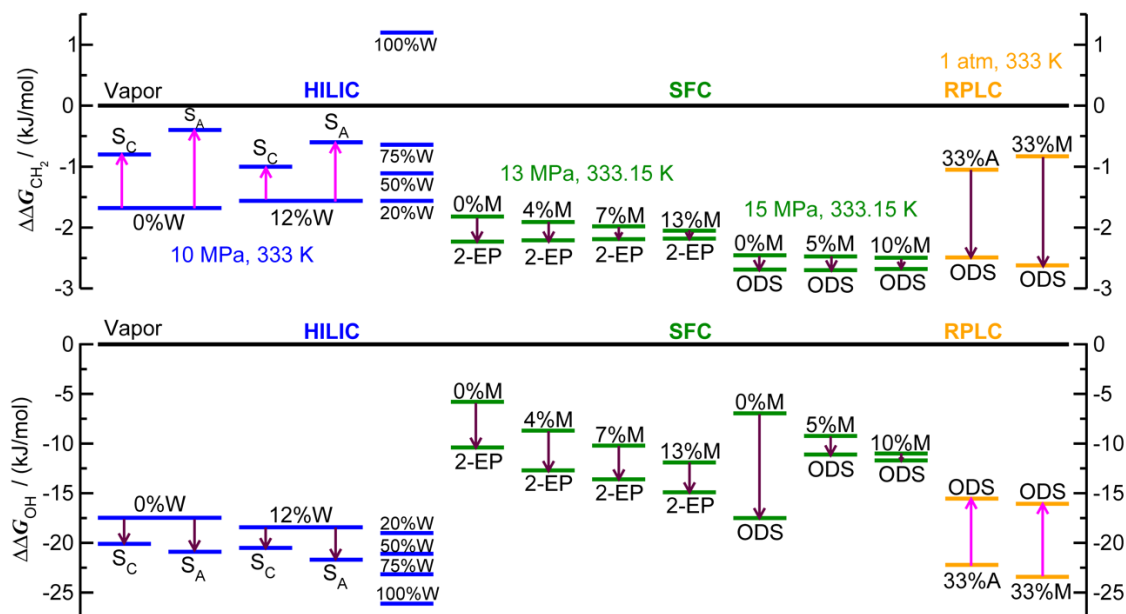 ΔΔG_CH2 / (kJ/mol)
1
0
-1
-2
-3
1
0
-1
-2
-3
Vapor HILIC SFC RPLC
1 atm, 333 K
100%W
S_C S_A S_C S_A
75%W
50%W
20%W
0%W 12%W
10 MPa, 333 K
13 MPa, 333.15 K
0%M 4%M 7%M 13%M
2-EP 2-EP 2-EP 2-EP
15 MPa, 333.15 K
0%M 5%M 10%M
ODS ODS ODS
33%A 33%M
ODS ODS
ΔΔG_OH / (kJ/mol)
0
-5
-10
-15
-20
-25
0
-5
-10
-15
-20
-25
Vapor HILIC SFC RPLC
0%W 12%W
S_C S_A S_C S_A
20%W
50%W
75%W
100%W
0%M 4%M 7%M 13%M
2-EP 2-EP 2-EP 2-EP
0%M 5%M 10%M
ODS ODS ODS
ODS ODS
33%A 33%M